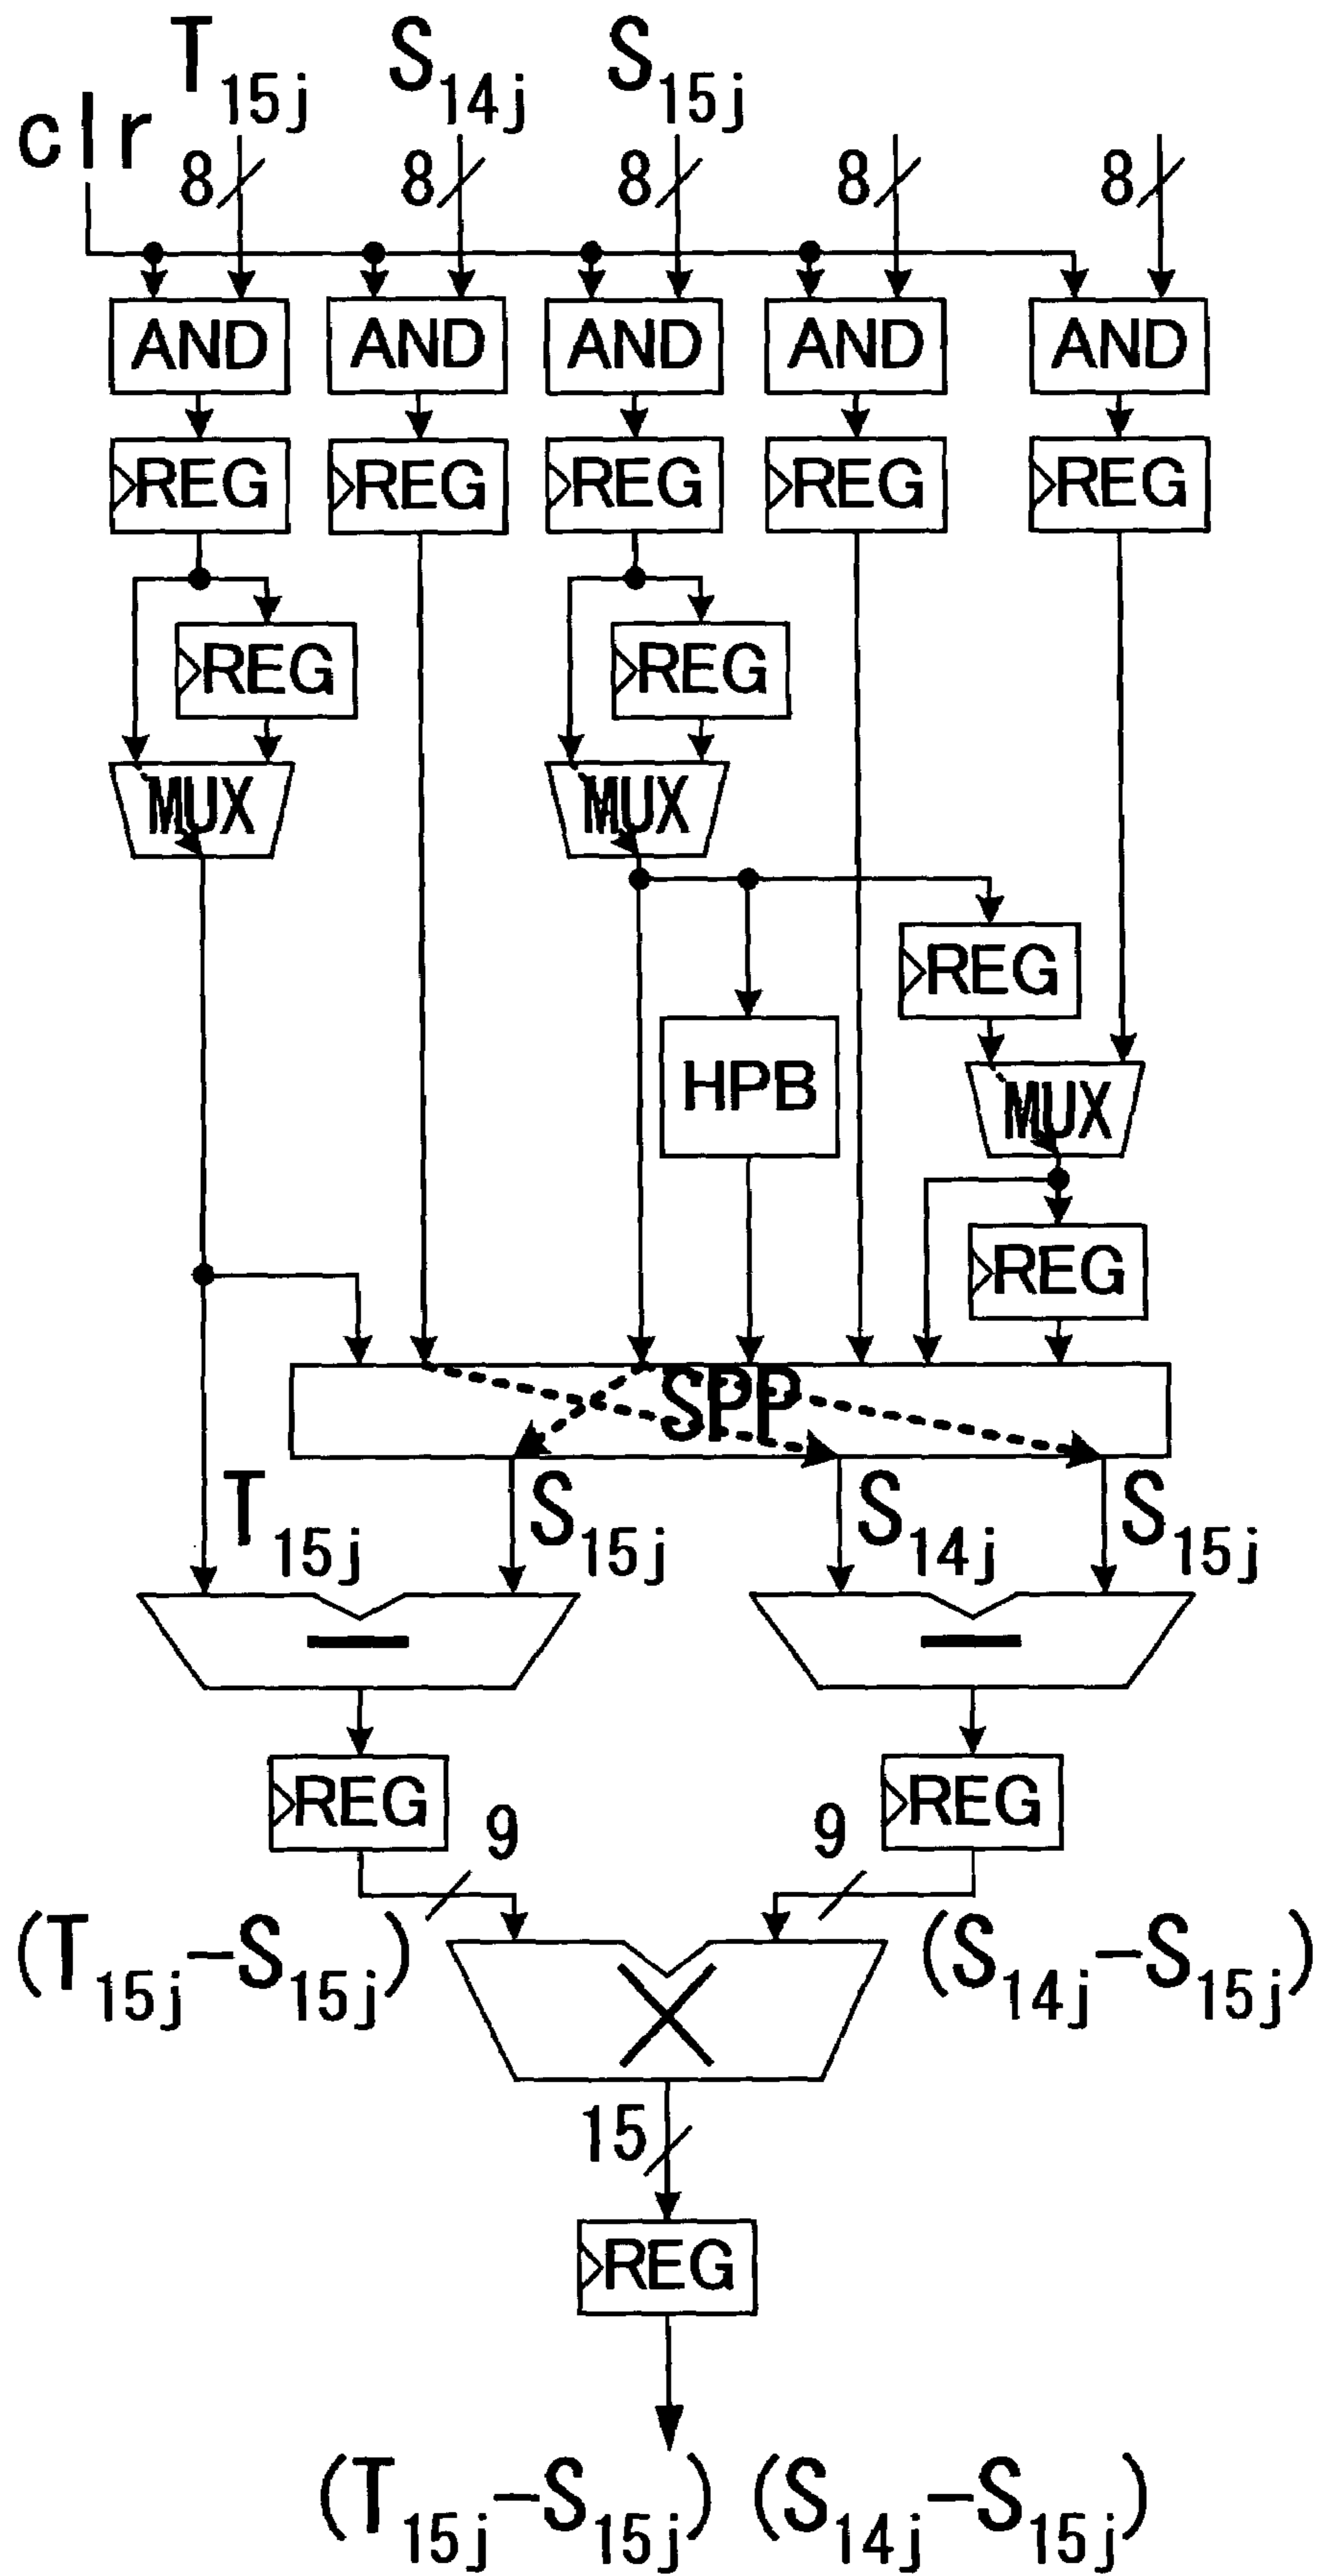 T15j S14j S15j
clr 8 8 8 8 8
AND AND AND AND AND
REG REG REG REG REG
REG REG
MUX MUX
REG
HPB MUX
REG
SPP
T15j S15j S14j S15j
− −
REG REG
9 9
(T15j−S15j) (S14j−S15j)
×
15
REG
(T15j−S15j)(S14j−S15j)